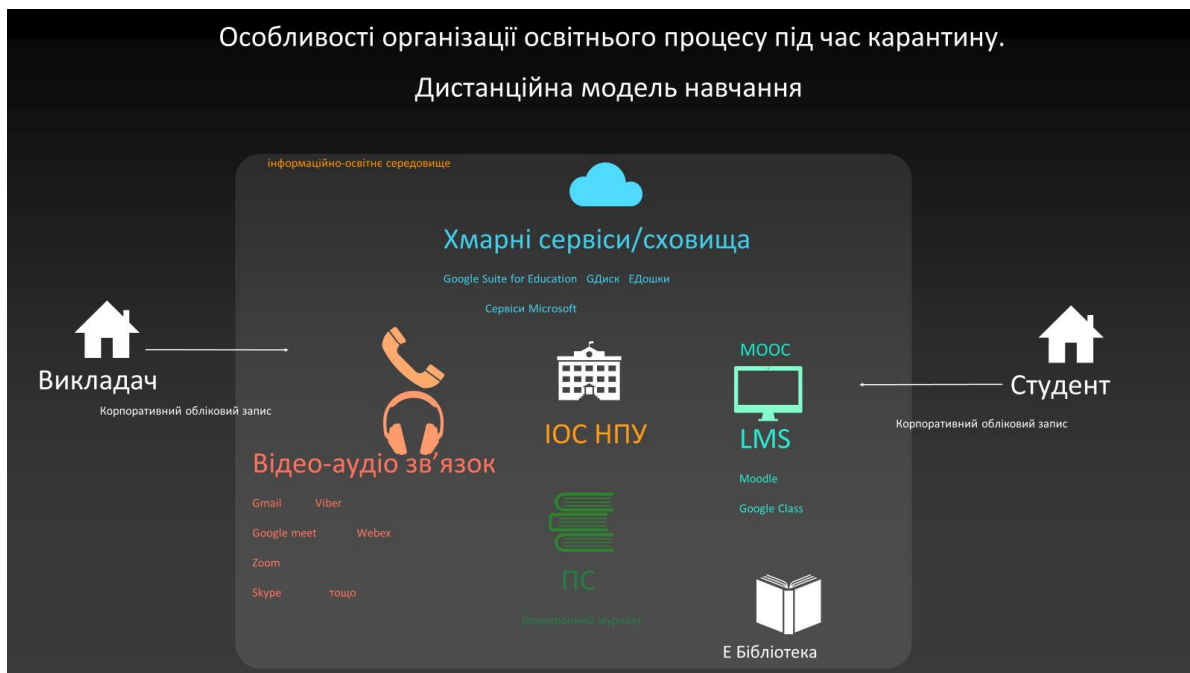 Особливості організації освітнього процесу під час карантину.
Дистанційна модель навчання
інформаційно-освітнє середовище
Хмарні сервіси/сховища
Google Suite for Education GДиск EДошки
Сервіси Microsoft
Викладач
Корпоративний обліковий запис
Відео-аудіо зв’язок
Gmail Viber
Google meet Webex
Zoom
Skype тощо
ІОС НПУ
ПС
(електронний журнал)
МООС
LMS
Moodle
Google Class
Е Бібліотека
Студент
Корпоративний обліковий запис